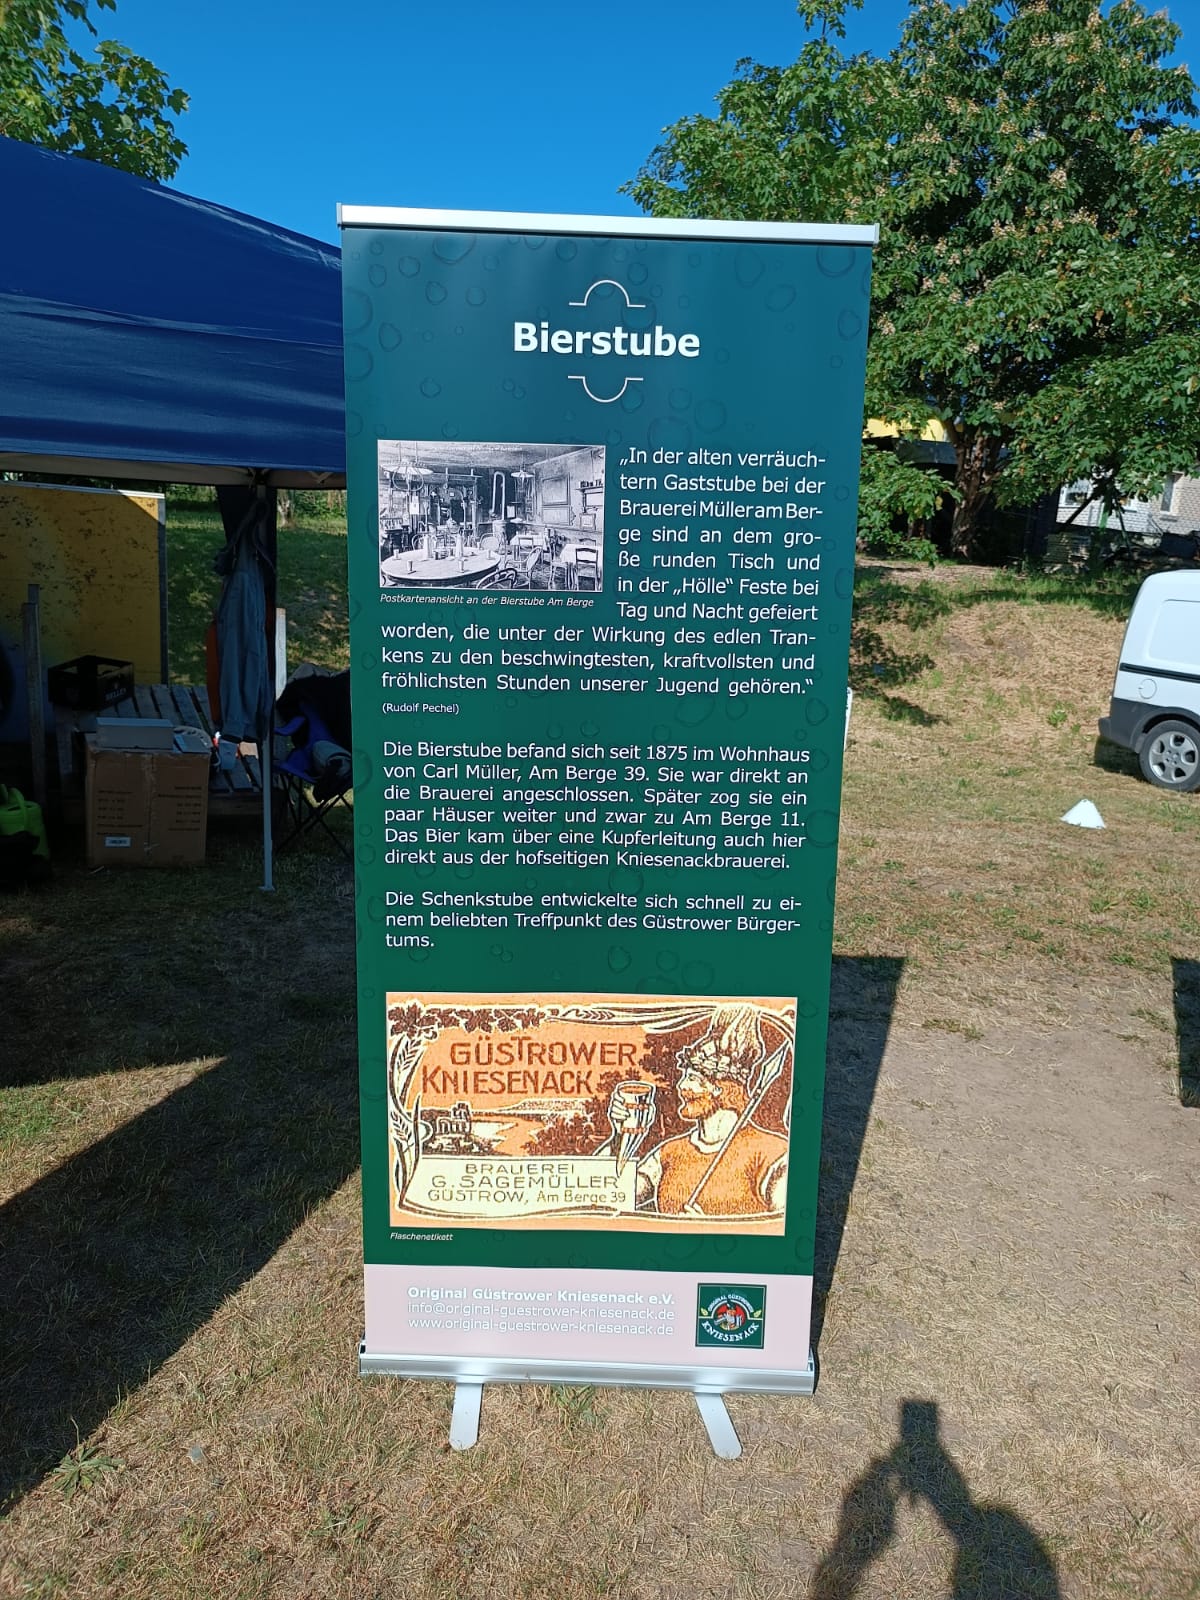 Bierstube
„In der alten verräuch-
tern Gaststube bei der
Brauerei Müller am Ber-
ge sind an dem gro-
ße runden Tisch und
in der „Hölle“ Feste bei
Tag und Nacht gefeiert
Postkartenansicht an der Bierstube Am Berge
worden, die unter der Wirkung des edlen Tran-
kens zu den beschwingtesten, kraftvollsten und
fröhlichsten Stunden unserer Jugend gehören.“
(Rudolf Pechel)
Die Bierstube befand sich seit 1875 im Wohnhaus
von Carl Müller, Am Berge 39. Sie war direkt an
die Brauerei angeschlossen. Später zog sie ein
paar Häuser weiter und zwar zu Am Berge 11.
Das Bier kam über eine Kupferleitung auch hier
direkt aus der hofseitigen Kniesenackbrauerei.
Die Schenkstube entwickelte sich schnell zu ei-
nem beliebten Treffpunkt des Güstrower Bürger-
tums.
GÜSTROWER
KNIESENACK
BRAUEREI
G. SAGEMÜLLER
GÜSTROW, Am Berge 39
Flaschenetikett
Original Güstrower Kniesenack e.V.
info@original-guestrower-kniesenack.de
www.original-guestrower-kniesenack.de
ORIGINAL GÜSTROWER
KNIESENACK